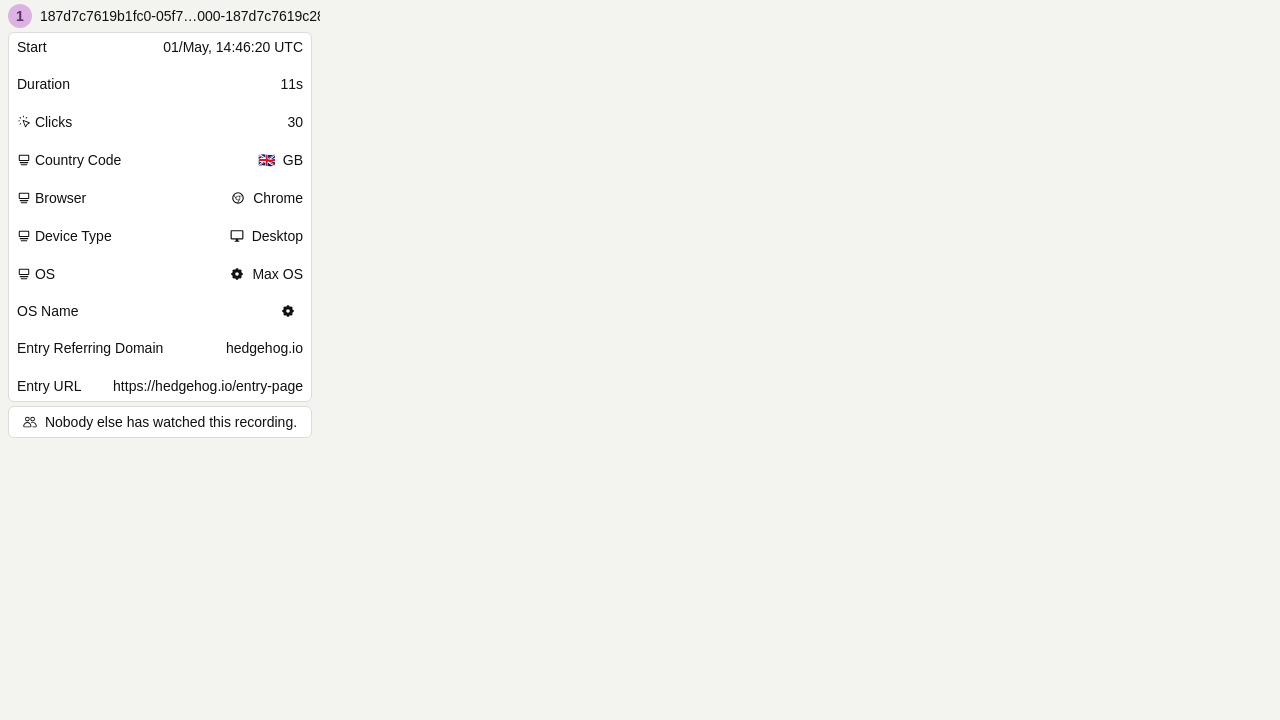 1 187d7c7619b1fc0-05f7…000-187d7c7619c28
Start 01/May, 14:46:20 UTC
Duration 11s
Clicks 30
Country Code 🇬🇧 GB
Browser Chrome
Device Type Desktop
OS Max OS
OS Name
Entry Referring Domain hedgehog.io
Entry URL https://hedgehog.io/entry-page
Nobody else has watched this recording.